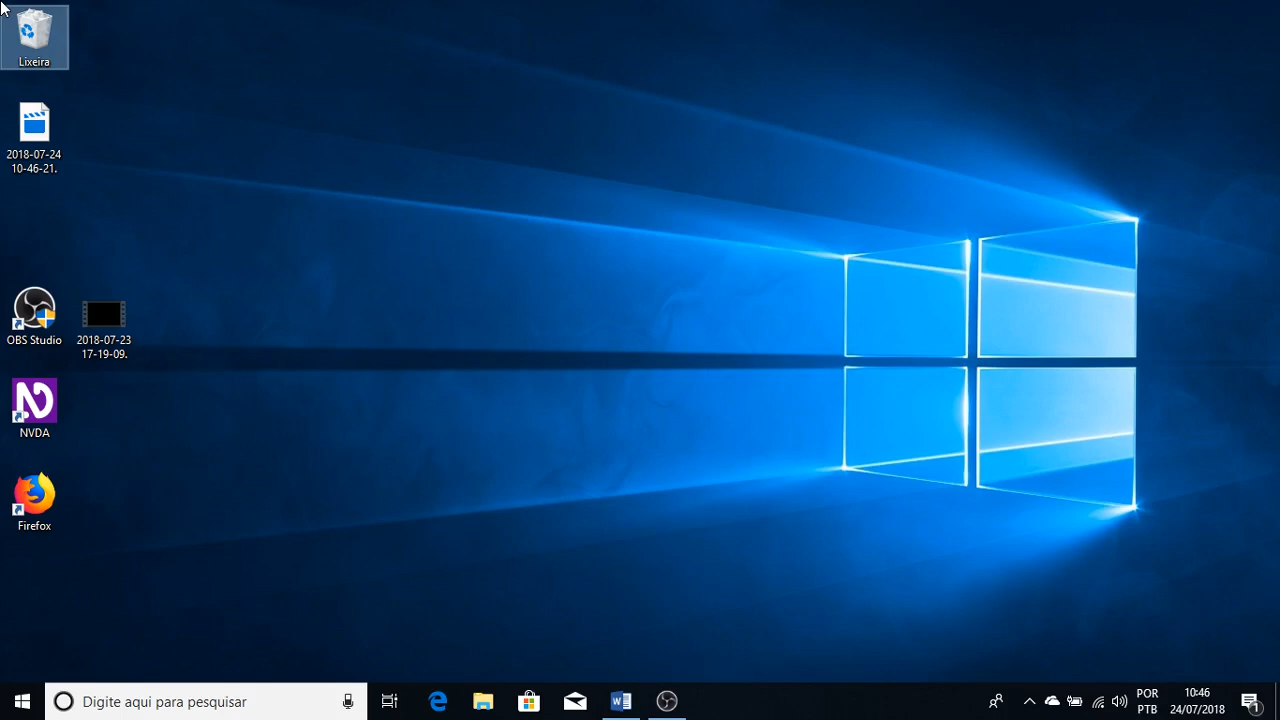 Lixeira
2018-07-24
10-46-21.
OBS Studio
2018-07-23
17-19-09.
NVDA
Firefox
Digite aqui para pesquisar
POR
PTB
10:46
24/07/2018
1